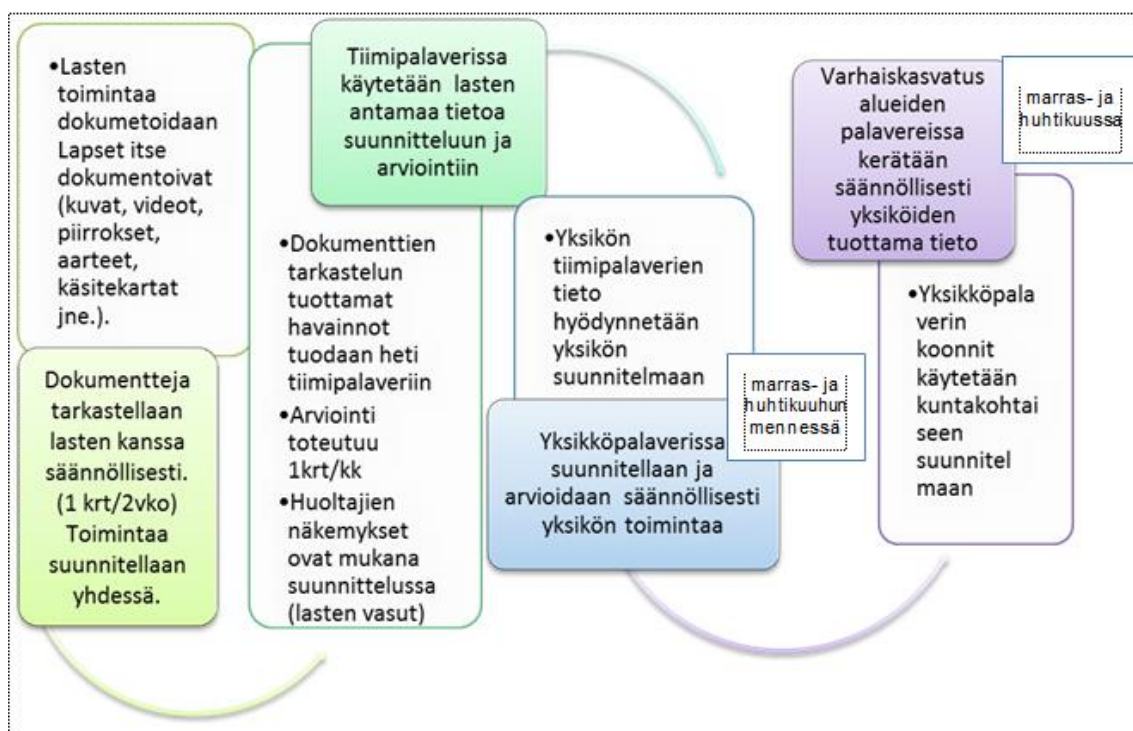 •Lasten
toimintaa
dokumetoidaan
Lapset itse
dokumentoivat
(kuvat, videot,
piirrokset,
aarteet,
käsitekartat
jne.).
Dokumentteja
tarkastellaan
lasten kanssa
säännöllisesti.
(1 krt/2vko)
Toimintaa
suunnitellaan
yhdessä.
Tiimipalaverissa
käytetään lasten
antamaa tietoa
suunnitteluun ja
arviointiin
•Dokumenttien
tarkastelun
tuottamat
havainnot
tuodaan heti
tiimipalaveriin
•Arviointi
toteutuu
1krt/kk
•Huoltajien
näkemykset
ovat mukana
suunnittelussa
(lasten vasut)
•Yksikön
tiimipalaverien
tieto
hyödynnetään
yksikön
suunnitelmaan
marras- ja
huhtikuuhun
mennessä
Yksikköpalaverissa
suunnitellaan ja
arvioidaan säännöllisesti
yksikön toimintaa
Varhaiskasvatus
alueiden
palavereissa
kerätään
säännöllisesti
yksiköiden
tuottama tieto
marras- ja
huhtikuussa
•Yksikköpala
verin
koonnit
käytetään
kuntakohtai
seen
suunnitel
maan